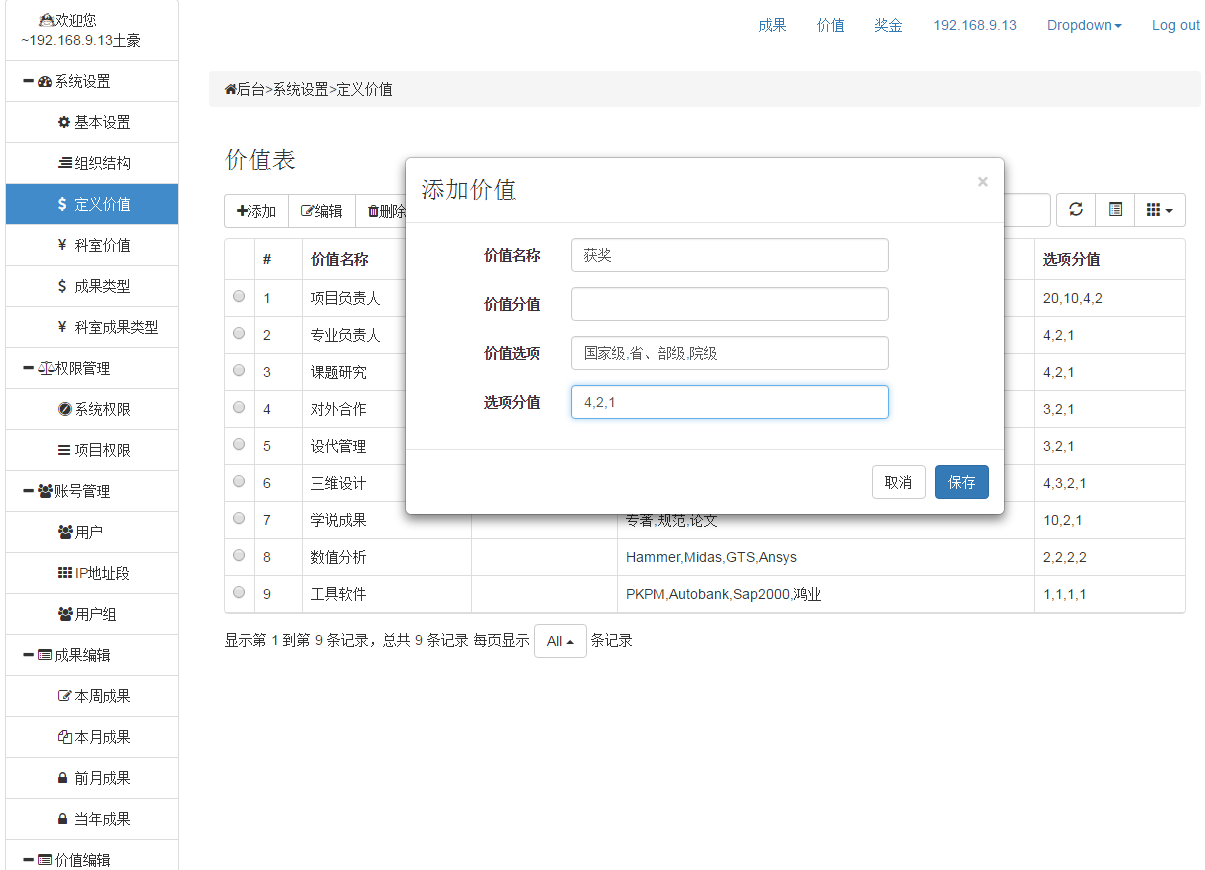 欢迎您
~192.168.9.13土豪
系统设置
基本设置
组织结构
定义价值
科室价值
成果类型
科室成果类型
权限管理
系统权限
项目权限
账号管理
用户
IP地址段
用户组
成果编辑
本周成果
本月成果
前月成果
当年成果
价值编辑
成果 价值 奖金 192.168.9.13 Dropdown Log out
后台>系统设置>定义价值
价值表
添加 编辑 删除
# 价值名称 选项分值
1 项目负责人 20,10,4,2
2 专业负责人 4,2,1
3 课题研究 4,2,1
4 对外合作 3,2,1
5 设代管理 3,2,1
6 三维设计 4,3,2,1
7 学说成果 专著,规范,论文 10,2,1
8 数值分析 Hammer,Midas,GTS,Ansys 2,2,2,2
9 工具软件 PKPM,Autobank,Sap2000,鸿业 1,1,1,1
显示第 1 到第 9 条记录，总共 9 条记录 每页显示 All 条记录
添加价值 ×
价值名称 获奖
价值分值
价值选项 国家级,省、部级,院级
选项分值 4,2,1
取消 保存